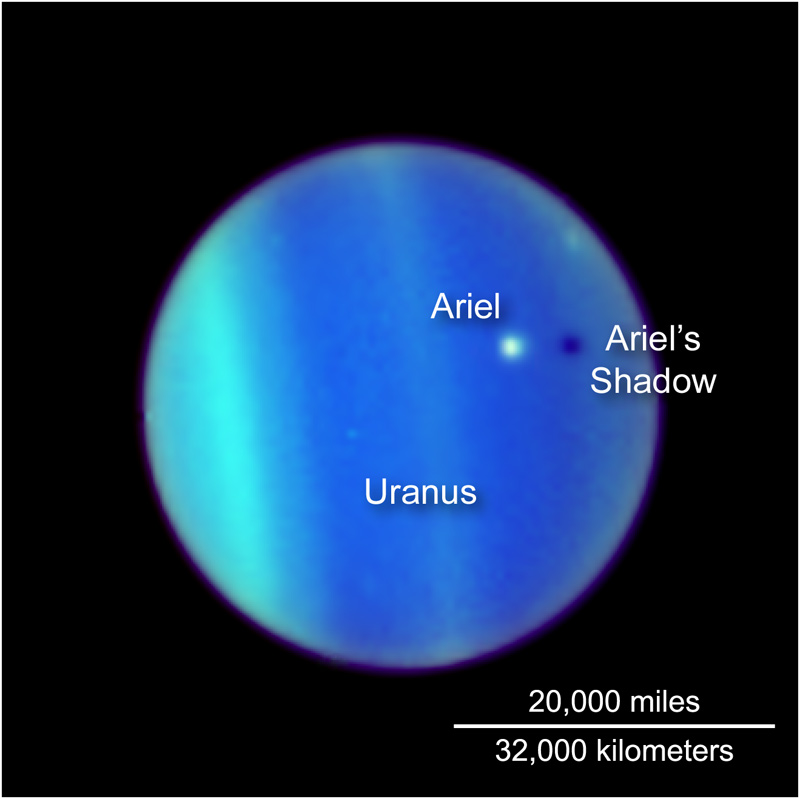 Ariel
Ariel’s
Shadow
Uranus
20,000 miles
32,000 kilometers